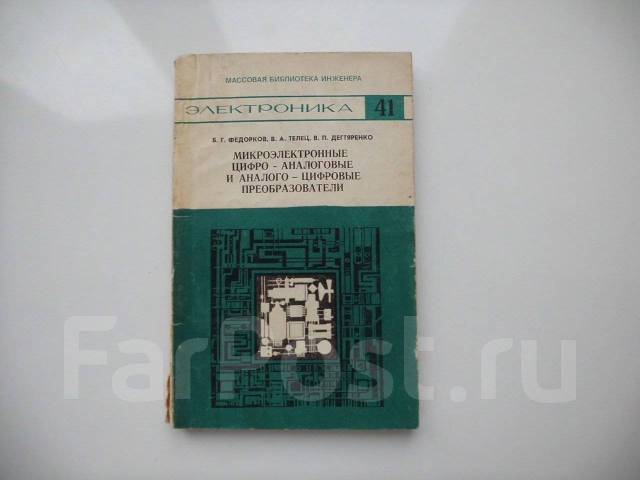 МАССОВАЯ БИБЛИОТЕКА ИНЖЕНЕРА
ЭЛЕКТРОНИКА 41
Б. Г. ФЕДОРКОВ, В. А. ТЕЛЕЦ, В. П. ДЕГТЯРЕНКО
МИКРОЭЛЕКТРОННЫЕ
ЦИФРО - АНАЛОГОВЫЕ
И АНАЛОГО - ЦИФРОВЫЕ
ПРЕОБРАЗОВАТЕЛИ
FarPost.ru